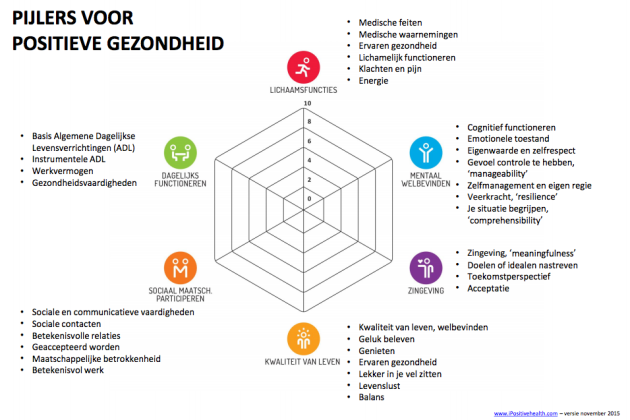 PIJLERS VOOR
POSITIEVE GEZONDHEID
• Medische feiten
• Medische waarnemingen
• Ervaren gezondheid
• Lichamelijk functioneren
• Klachten en pijn
• Energie
LICHAAMSFUNCTIES
10
8
6
4
2
0
• Cognitief functioneren
• Emotionele toestand
• Eigenwaarde en zelfrespect
• Gevoel controle te hebben,
‘manageability’
• Zelfmanagement en eigen regie
• Veerkracht, ‘resilience’
• Je situatie begrijpen,
‘comprehensibility’
MENTAAL
WELBEVINDEN
• Zingeving, ‘meaningfulness’
• Doelen of idealen nastreven
• Toekomstperspectief
• Acceptatie
ZINGEVING
• Kwaliteit van leven, welbevinden
• Geluk beleven
• Genieten
• Ervaren gezondheid
• Lekker in je vel zitten
• Levenslust
• Balans
KWALITEIT VAN LEVEN
SOCIAAL MAATSCH.
PARTICIPEREN
• Sociale en communicatieve vaardigheden
• Sociale contacten
• Betekenisvolle relaties
• Geaccepteerd worden
• Maatschappelijke betrokkenheid
• Betekenisvol werk
• Basis Algemene Dagelijkse
Levensverrichtingen (ADL)
• Instrumentele ADL
• Werkvermogen
• Gezondheidsvaardigheden
DAGELIJKS
FUNCTIONEREN
www.iPositivehealth.com – versie november 2015